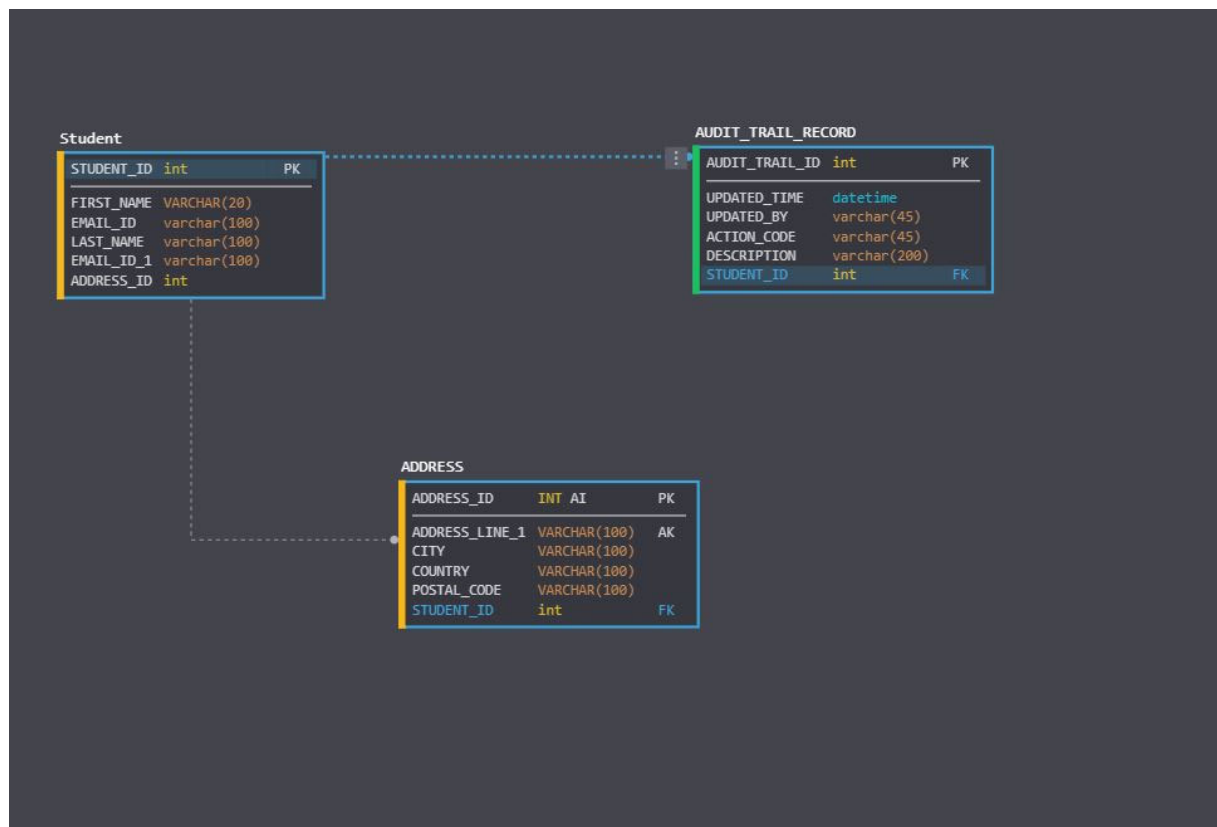 Student
STUDENT_ID int PK
FIRST_NAME VARCHAR(20)
EMAIL_ID varchar(100)
LAST_NAME varchar(100)
EMAIL_ID_1 varchar(100)
ADDRESS_ID int
AUDIT_TRAIL_RECORD
AUDIT_TRAIL_ID int PK
UPDATED_TIME datetime
UPDATED_BY varchar(45)
ACTION_CODE varchar(45)
DESCRIPTION varchar(200)
STUDENT_ID int FK
ADDRESS
ADDRESS_ID INT AI PK
ADDRESS_LINE_1 VARCHAR(100) AK
CITY VARCHAR(100)
COUNTRY VARCHAR(100)
POSTAL_CODE VARCHAR(100)
STUDENT_ID int FK